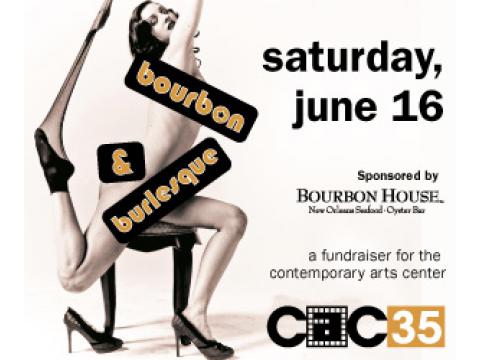 bourbon
&
burlesque
saturday,
june 16
Sponsored by
BOURBON HOUSE
New Orleans Seafood · Oyster Bar
a fundraiser for the
contemporary arts center
CAC35